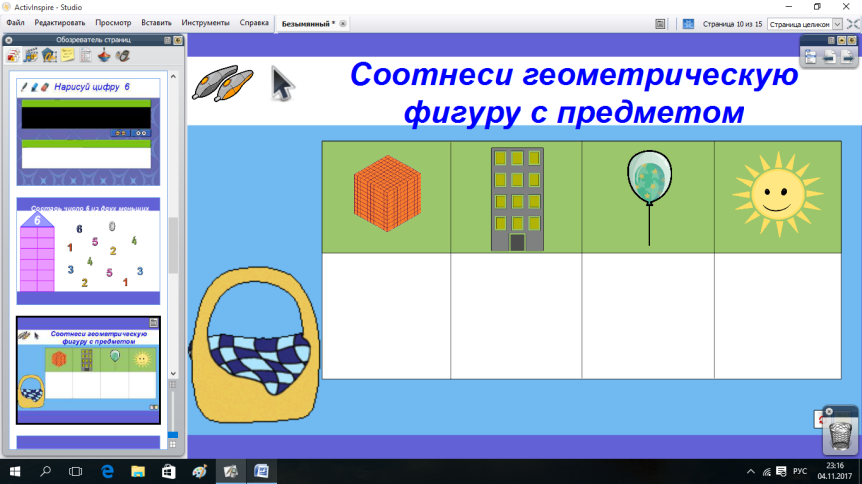 ActivInspire - Studio
Файл Редактировать Просмотр Вставить Инструменты Справка Безымянный *
Страница 10 из 15 Страница целиком
Обозреватель страниц
Нарисуй цифру 6
Составь число 6 из двух меньших
6
6 0
1 5 4
2
4
3 5 3
2 1
Соотнеси геометрическую
фигуру с предметом
Соотнеси геометрическую
фигуру с предметом
РУС
23:16
04.11.2017